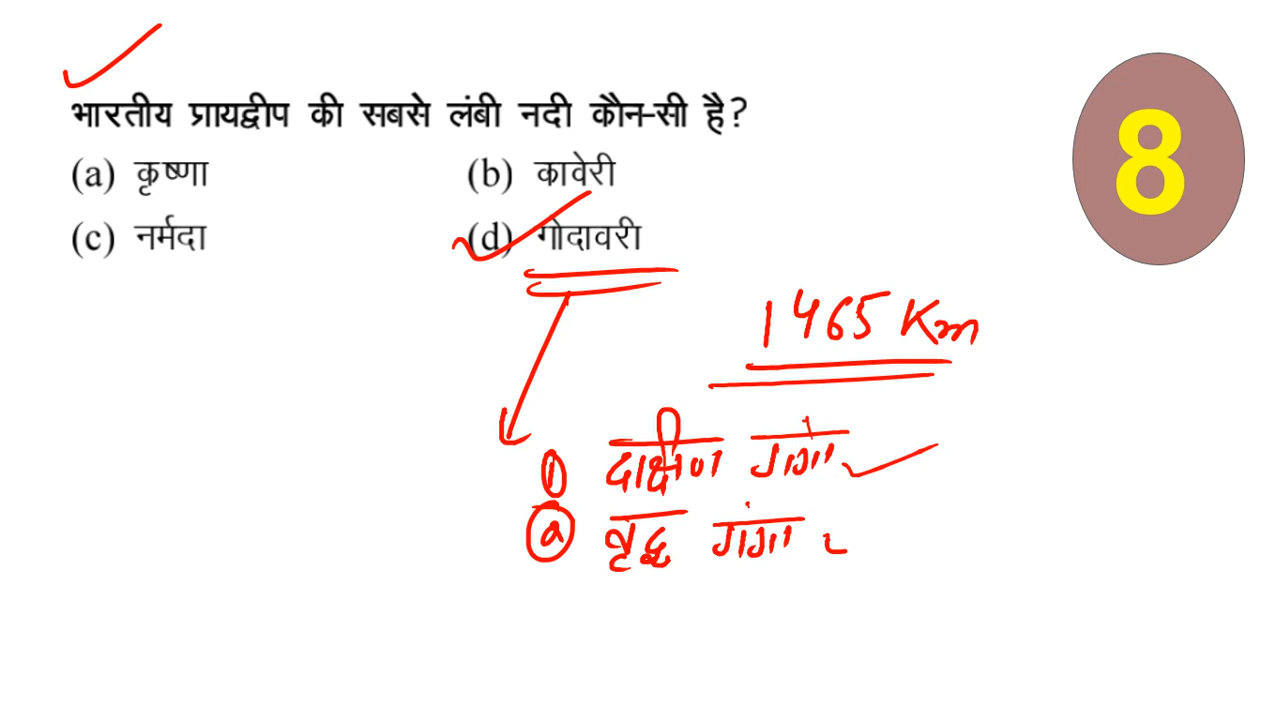 भारतीय प्रायद्वीप की सबसे लंबी नदी कौन-सी है?
8
(a) कृष्णा (b) कावेरी
(c) नर्मदा (d) गोदावरी
1465 Km
① दक्षीण गंगा
② वृद्ध गंगा